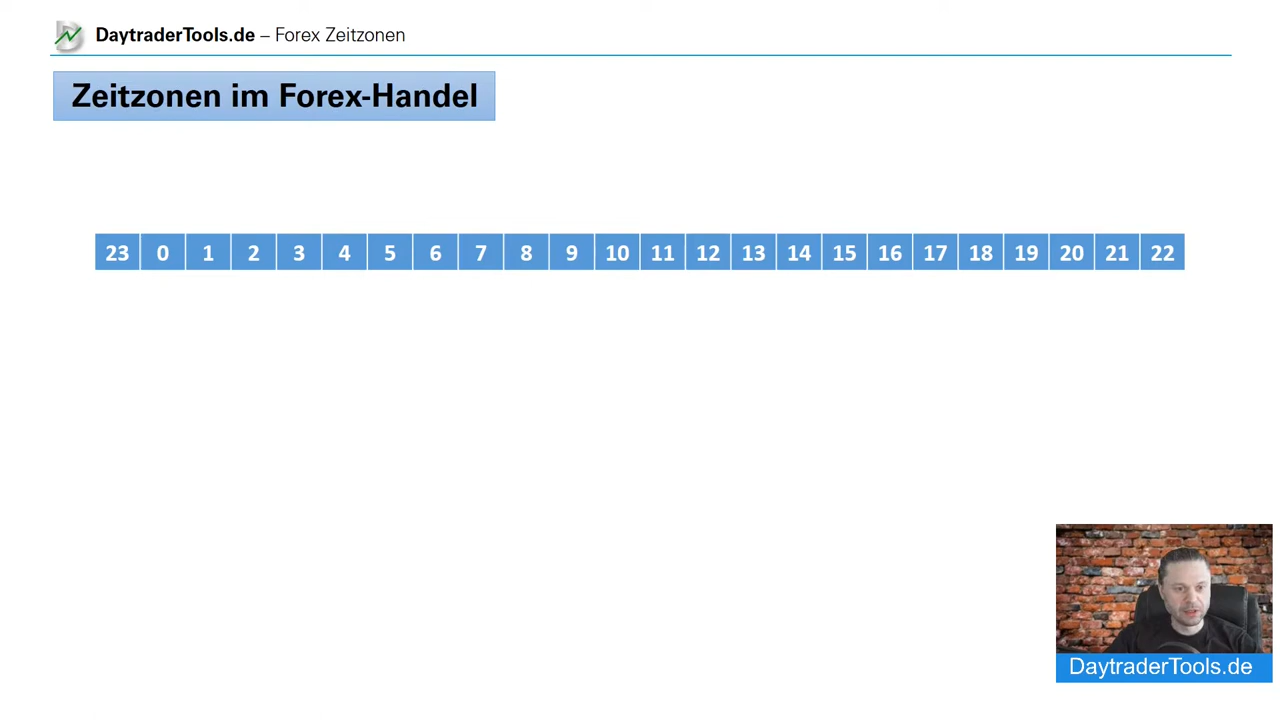 DaytraderTools.de – Forex Zeitzonen
Zeitzonen im Forex-Handel
23 0 1 2 3 4 5 6 7 8 9 10 11 12 13 14 15 16 17 18 19 20 21 22
DaytraderTools.de